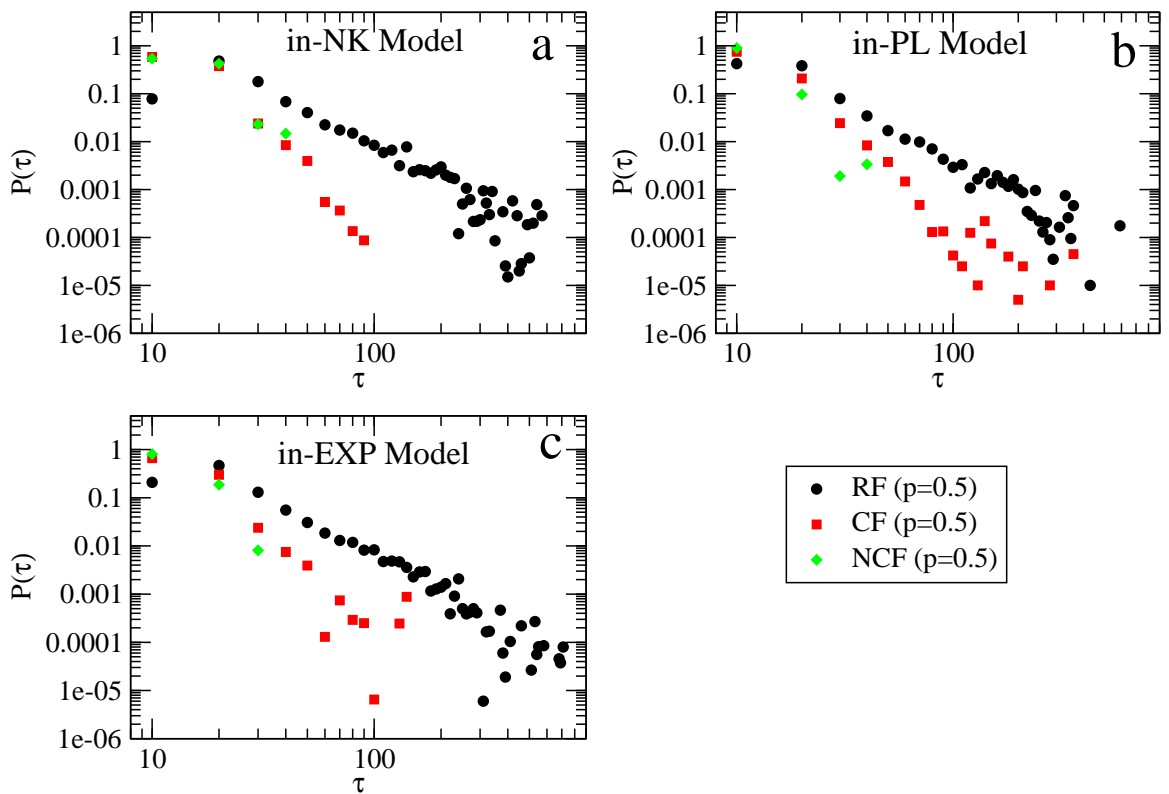 in-NK Model
a
1
0.1
0.01
0.001
0.0001
1e-05
1e-06
P(τ)
10
100
τ
in-PL Model
b
1
0.1
0.01
0.001
0.0001
1e-05
1e-06
P(τ)
10
100
τ
in-EXP Model
c
1
0.1
0.01
0.001
0.0001
1e-05
1e-06
P(τ)
10
100
τ
RF (p=0.5)
CF (p=0.5)
NCF (p=0.5)